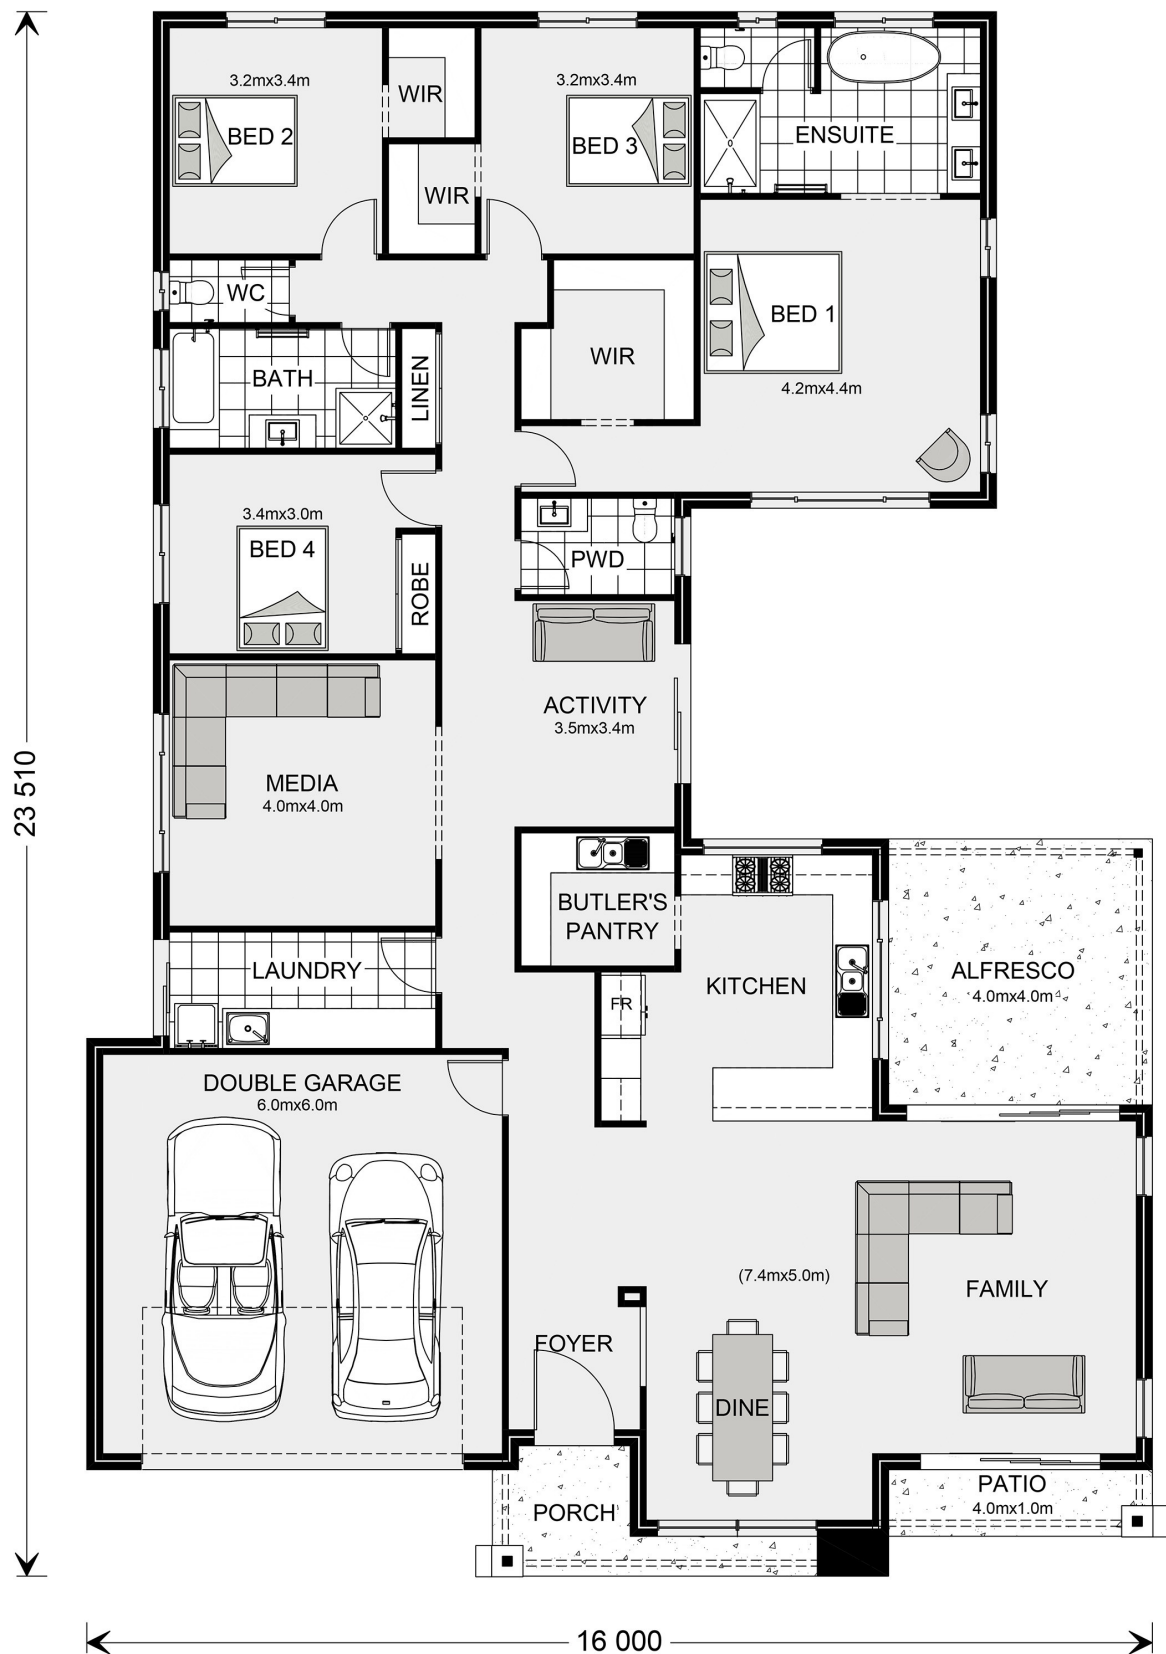 3.2mx3.4m
BED 2
WIR
WIR
3.2mx3.4m
BED 3
ENSUITE
WC
BATH
LINEN
WIR
BED 1
4.2mx4.4m
3.4mx3.0m
BED 4
ROBE
PWD
ACTIVITY
3.5mx3.4m
MEDIA
4.0mx4.0m
23 510
BUTLER'S
PANTRY
LAUNDRY
FR
KITCHEN
ALFRESCO
4.0mx4.0m
DOUBLE GARAGE
6.0mx6.0m
(7.4mx5.0m)
FAMILY
FOYER
DINE
PORCH
PATIO
4.0mx1.0m
16 000